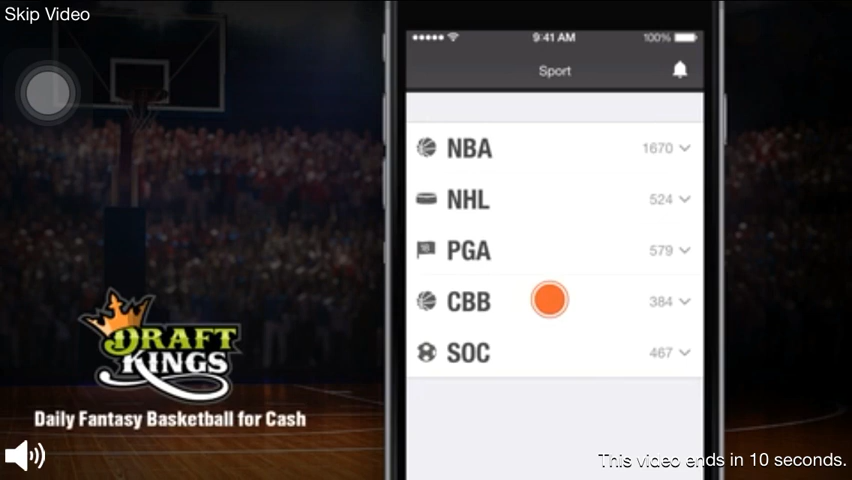 Skip Video
9:41 AM
100%
Sport
NBA 1670
NHL 524
18
PGA 579
CBB 384
SOC 467
DRAFT
KINGS
Daily Fantasy Basketball for Cash
This video ends in 10 seconds.